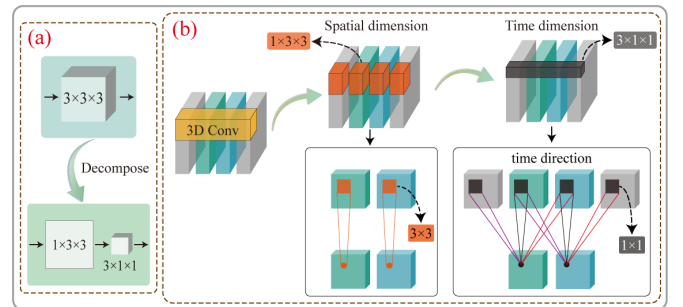 (a)
3×3×3
Decompose
1×3×3
3×1×1
(b)
Spatial dimension
Time dimension
1×3×3
3×1×1
3D Conv
time direction
3×3
1×1